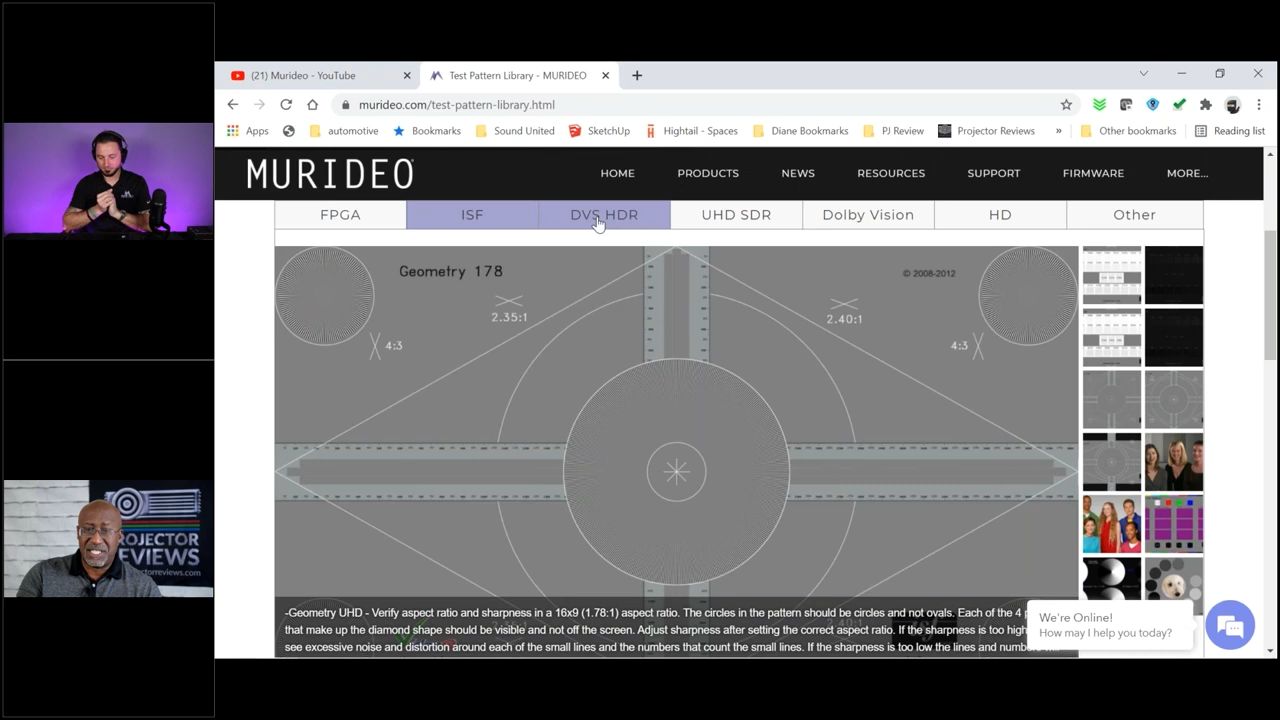 (21) Murideo - YouTube
Test Pattern Library - MURIDEO
murideo.com/test-pattern-library.html
Apps
automotive
Bookmarks
Sound United
SketchUp
Hightail - Spaces
Diane Bookmarks
PJ Review
Projector Reviews
»
Other bookmarks
Reading list
MURIDEO
HOME
PRODUCTS
NEWS
RESOURCES
SUPPORT
FIRMWARE
MORE...
FPGA
ISF
DVS HDR
UHD SDR
Dolby Vision
HD
Other
Geometry 178
© 2008-2012
2.35:1
2.40:1
4:3
4:3
-Geometry UHD - Verify aspect ratio and sharpness in a 16x9 (1.78:1) aspect ratio. The circles in the pattern should be circles and not ovals. Each of the 4
that make up the diamond shape should be visible and not off the screen. Adjust sharpness after setting the correct aspect ratio. If the sharpness is too high
see excessive noise and distortion around each of the small lines and the numbers that count the small lines. If the sharpness is too low the lines and
We're Online!
How may I help you today?
PROJECTOR
REVIEWS